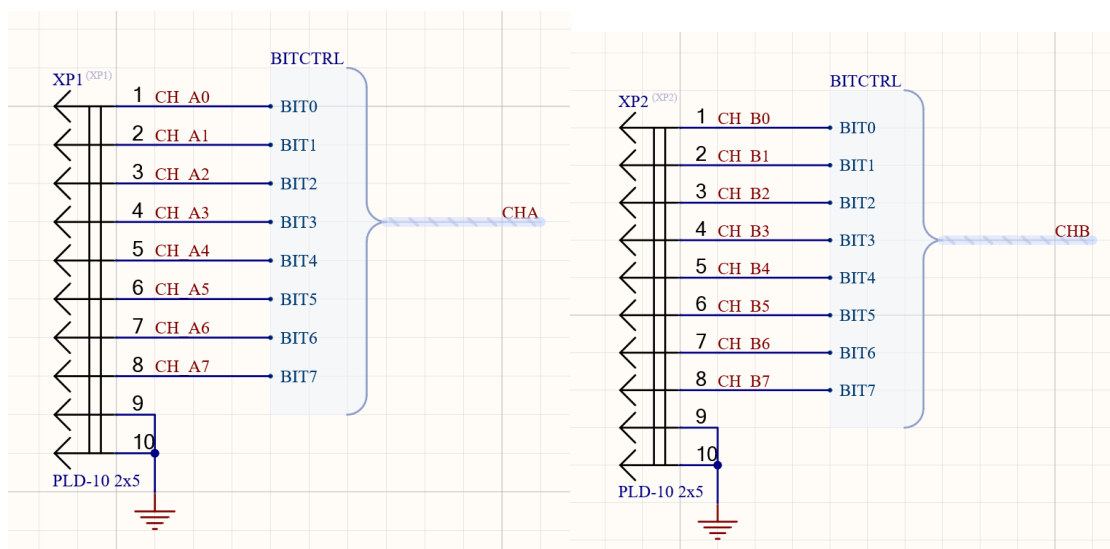 BITCTRL
XP1 (XP1)
1 CH_A0 BIT0
2 CH_A1 BIT1
3 CH_A2 BIT2
4 CH_A3 BIT3
CHA
5 CH_A4 BIT4
6 CH_A5 BIT5
7 CH_A6 BIT6
8 CH_A7 BIT7
9
10
PLD-10 2x5
BITCTRL
XP2 (XP2)
1 CH_B0 BIT0
2 CH_B1 BIT1
3 CH_B2 BIT2
4 CH_B3 BIT3
CHB
5 CH_B4 BIT4
6 CH_B5 BIT5
7 CH_B6 BIT6
8 CH_B7 BIT7
9
10
PLD-10 2x5